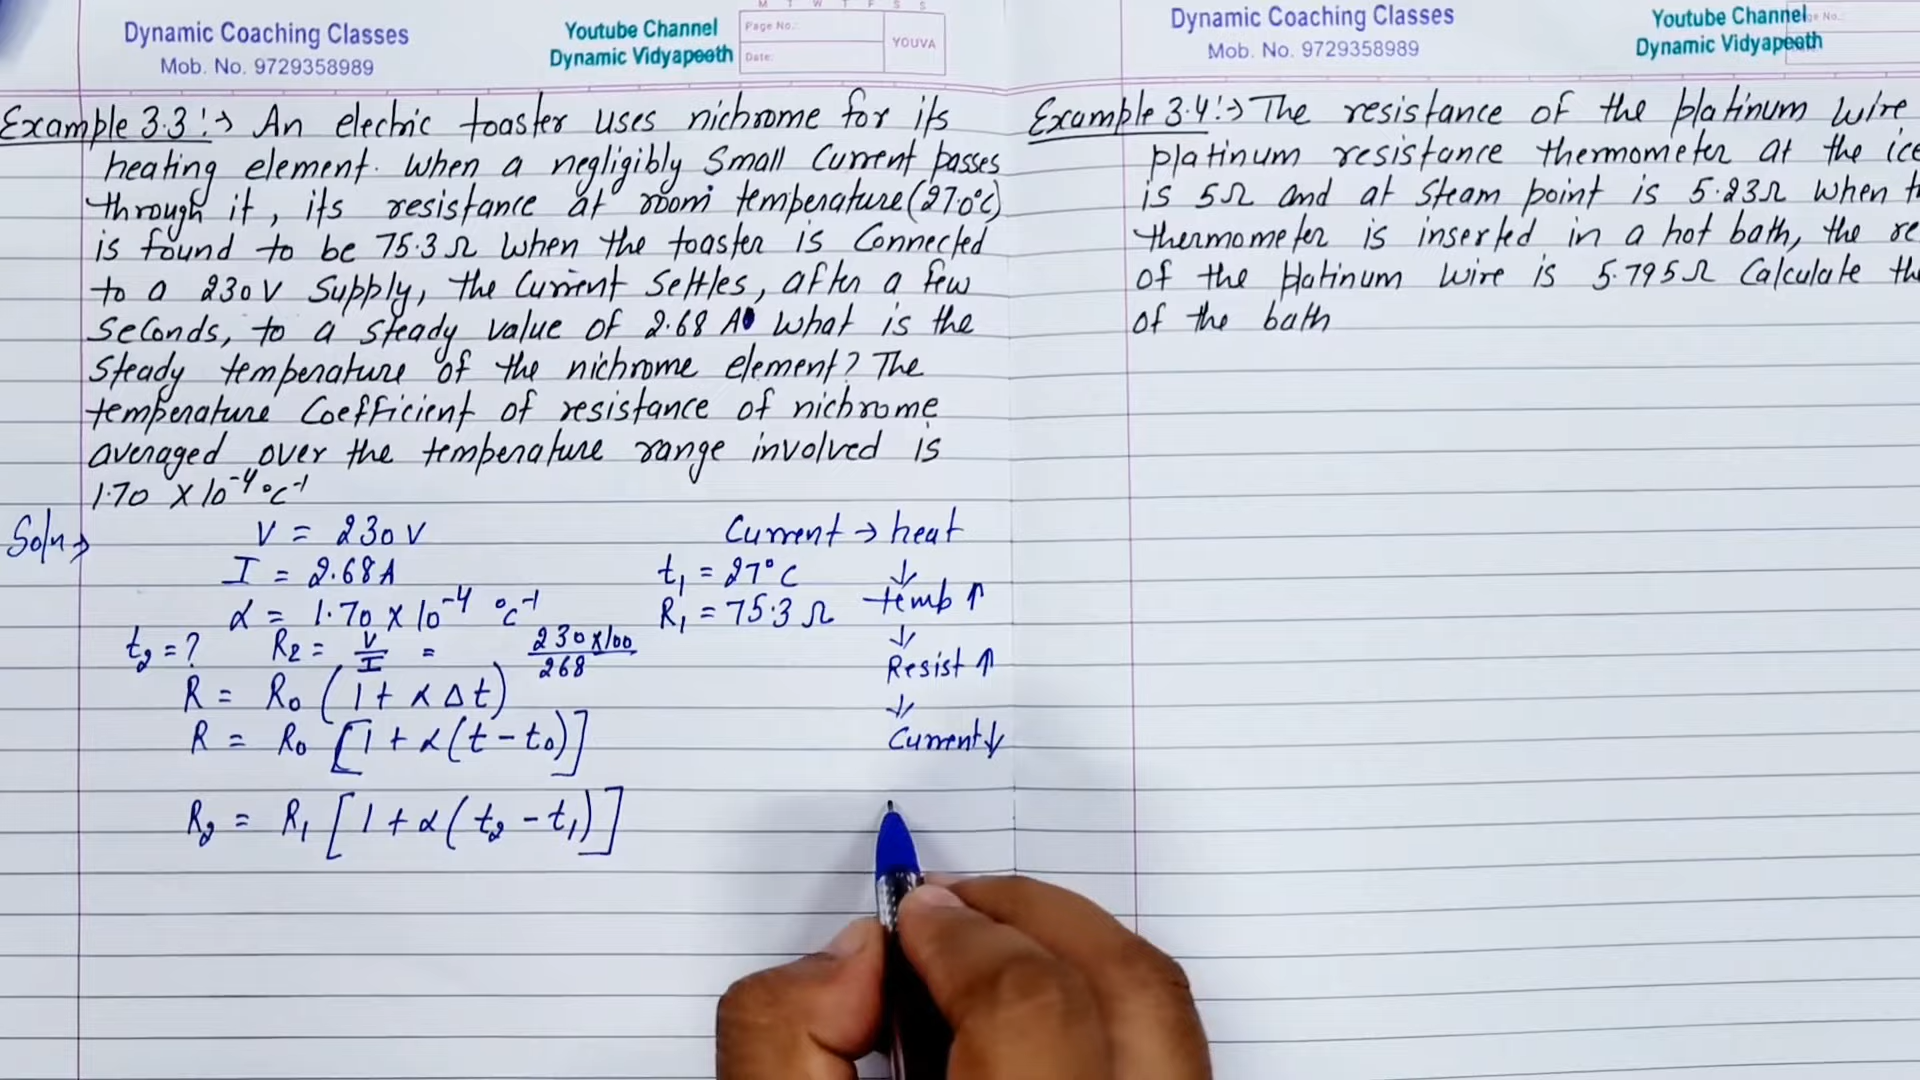 M T W T F S S
Dynamic Coaching Classes
Mob. No. 9729358989
Youtube Channel
Dynamic Vidyapeeth
Page No.:
Date:
YOUVA
Example 3.3 :→ An electric toaster uses nichrome for its
heating element. When a negligibly Small Current passes
through it, its resistance at room temperature (27.0°C)
is found to be 75.3 Ω When the toaster is Connected
to a 230 V Supply, the Current Settles, after a few
Seconds, to a steady value of 2.68 A What is the
Steady temperature of the nichrome element? The
temperature Coefficient of resistance of nichrome
averaged over the temperature range involved is
1.70 × 10⁻⁴ °C⁻¹
Soln →
V = 230 V
I = 2.68 A
α = 1.70 × 10⁻⁴ °C⁻¹
t₂ = ? R₂ = V/I = 230×100/268
R = R₀ (1 + α Δt)
R = R₀ [1 + α (t − t₀)]
R₂ = R₁ [1 + α (t₂ − t₁)]
t₁ = 27°C
R₁ = 75.3 Ω
Current → heat
↓
temp ↑
↓
Resist ↑
↓
Current ↓
Dynamic Coaching Classes
Mob. No. 9729358989
Youtube Channel
Dynamic Vidyapeeth
Example 3.4 :→ The resistance of the platinum wire
platinum resistance thermometer at the ice
is 5Ω and at Steam point is 5.23Ω When
thermometer is inserted in a hot bath, the
of the platinum wire is 5.795Ω Calculate
of the bath